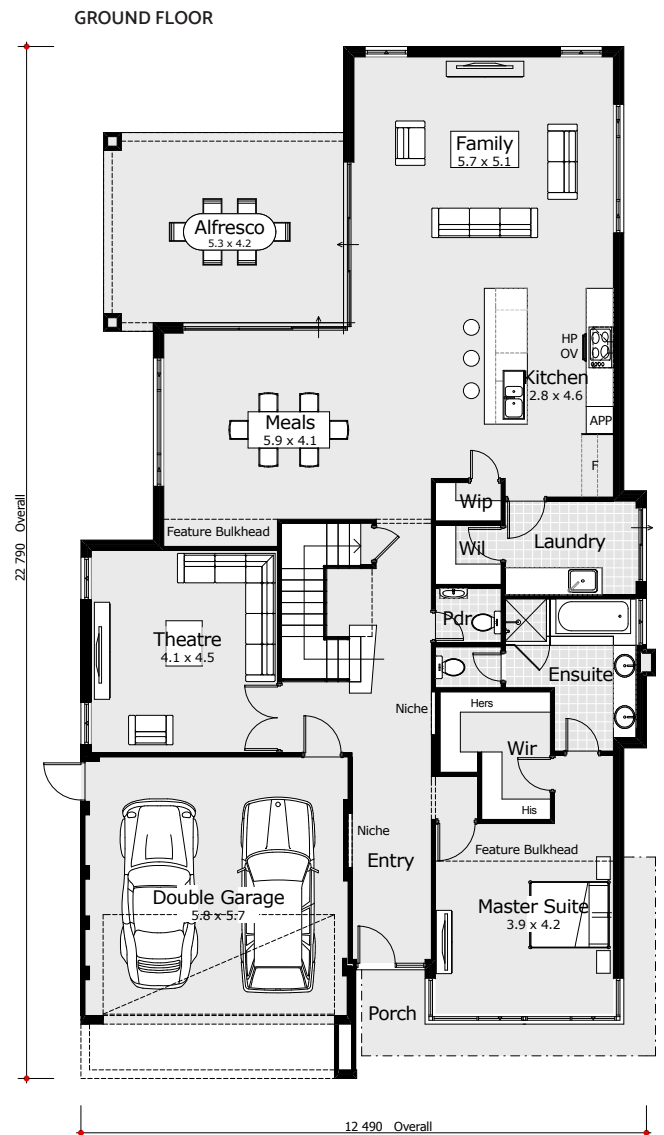 GROUND FLOOR
Family
5.7 x 5.1
Alfresco
5.3 x 4.2
HP
OV
Kitchen
2.8 x 4.6
APP
F
Meals
5.9 x 4.1
Wip
22 790 Overall
Feature Bulkhead
Wil
Laundry
Pdr
Theatre
4.1 x 4.5
Ensuite
Niche
Hers
Wir
His
Niche
Entry
Feature Bulkhead
Double Garage
5.8 x 5.7
Master Suite
3.9 x 4.2
Porch
12 490 Overall